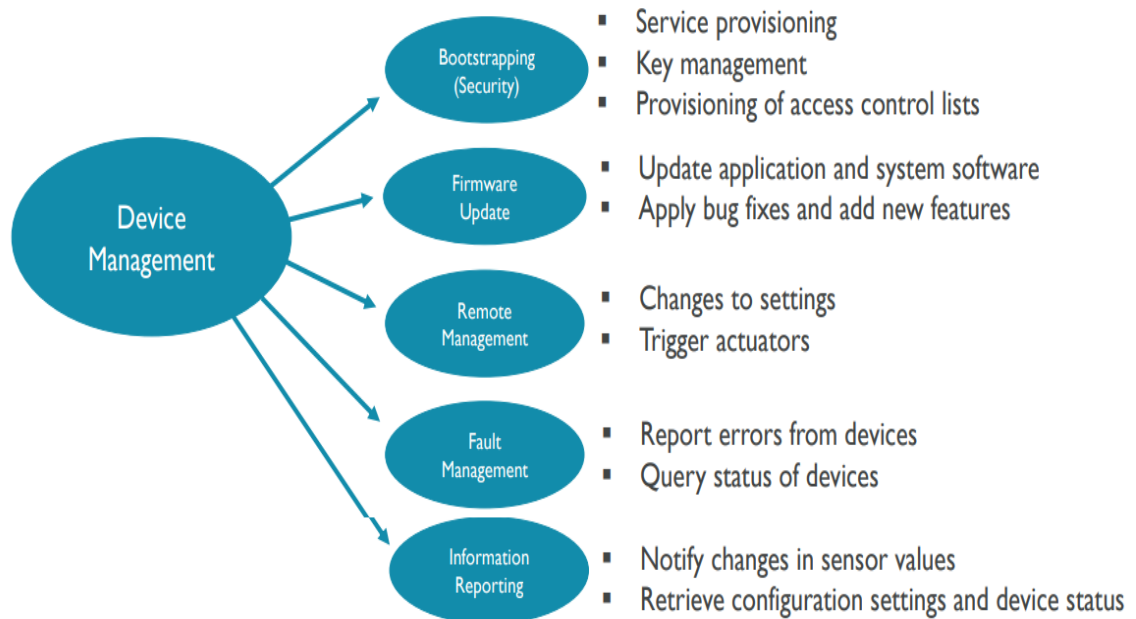 Device
Management
Bootstrapping
(Security)
▪ Service provisioning
▪ Key management
▪ Provisioning of access control lists
Firmware
Update
▪ Update application and system software
▪ Apply bug fixes and add new features
Remote
Management
▪ Changes to settings
▪ Trigger actuators
Fault
Management
▪ Report errors from devices
▪ Query status of devices
Information
Reporting
▪ Notify changes in sensor values
▪ Retrieve configuration settings and device status